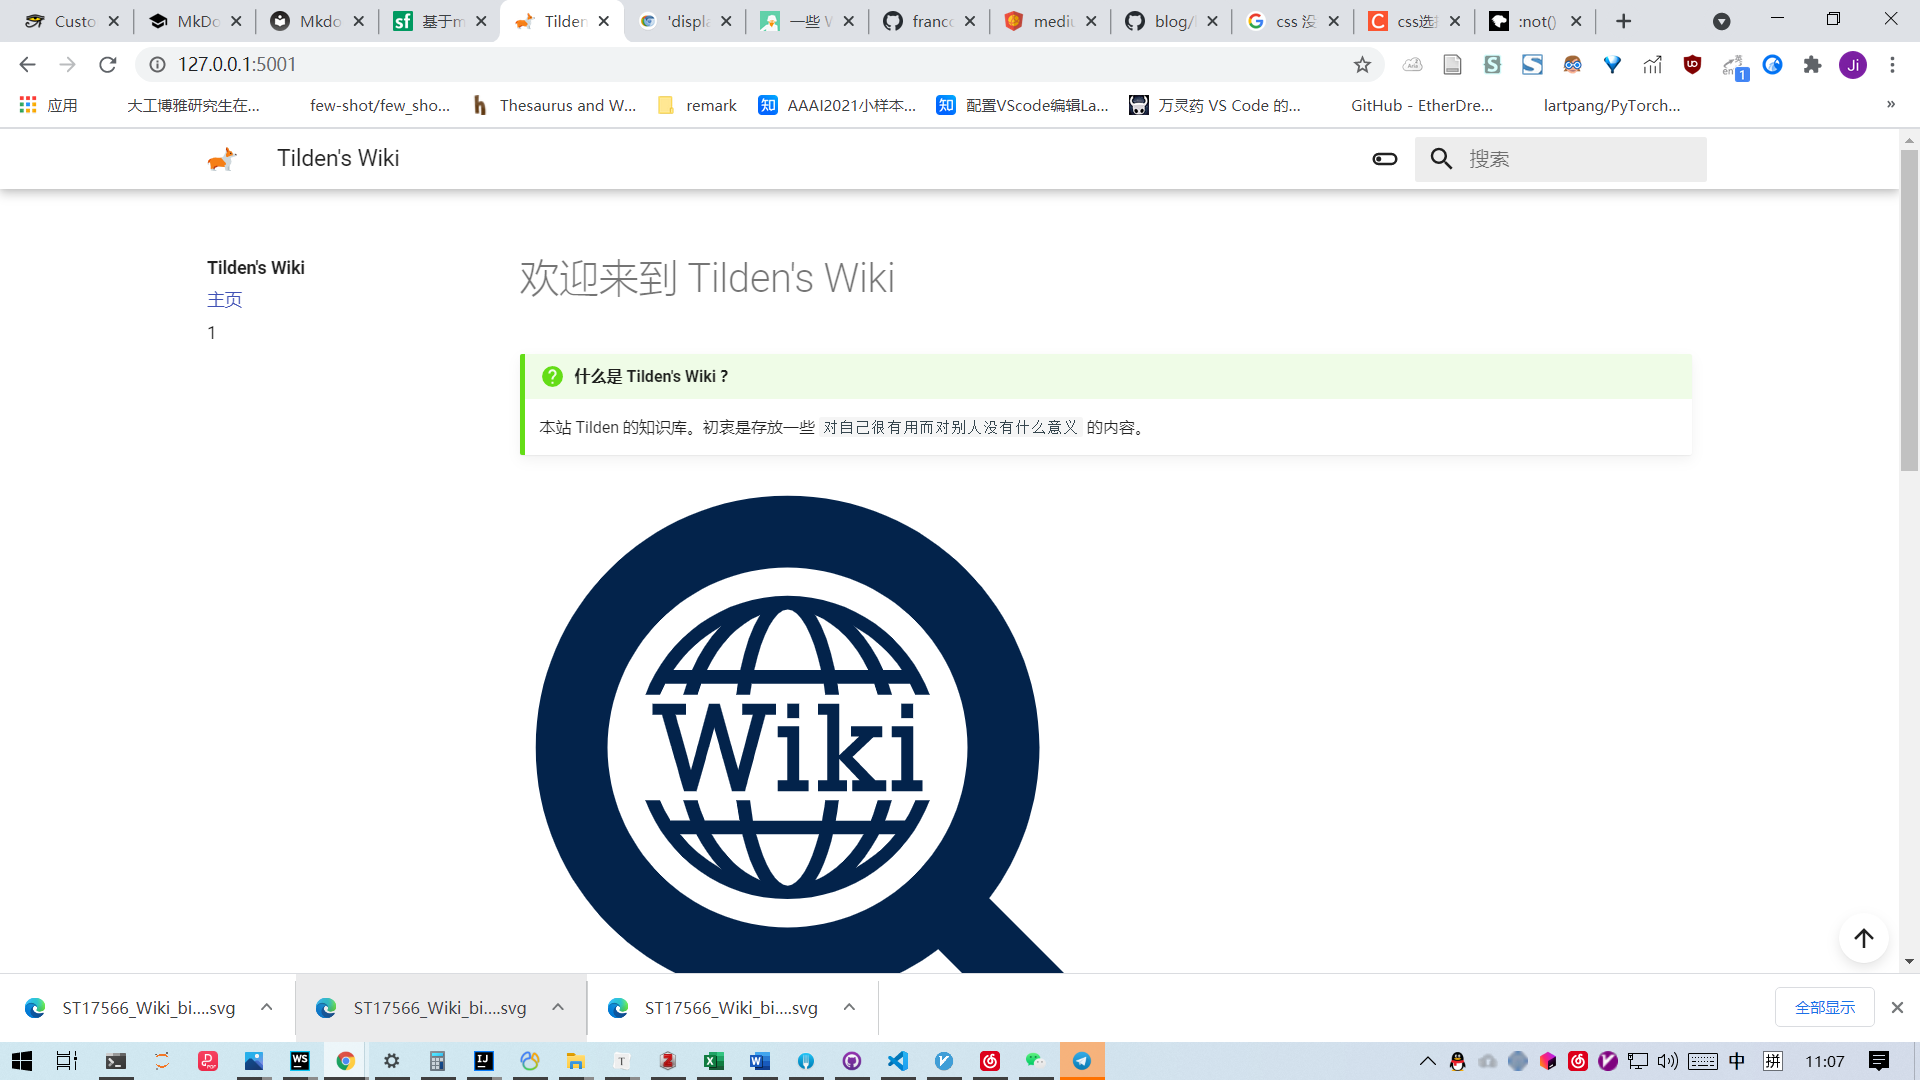 Custo
MkDo
Mkdo
基于m
Tilden
'displa
一些 W
franco
mediu
blog/
css 没
css选
:not()
127.0.0.1:5001
Ji
应用
大工博雅研究生在...
few-shot/few_sho...
Thesaurus and W...
remark
AAAI2021小样本...
配置VScode编辑La...
万灵药 VS Code 的...
GitHub - EtherDre...
lartpang/PyTorch...
»
Tilden's Wiki
搜索
Tilden's Wiki
主页
1
欢迎来到 Tilden's Wiki
什么是 Tilden's Wiki ?
本站 Tilden 的知识库。初衷是存放一些 对自己很有用而对别人没有什么意义 的内容。
Wiki
ST17566_Wiki_bi....svg
ST17566_Wiki_bi....svg
ST17566_Wiki_bi....svg
全部显示
中
拼
11:07